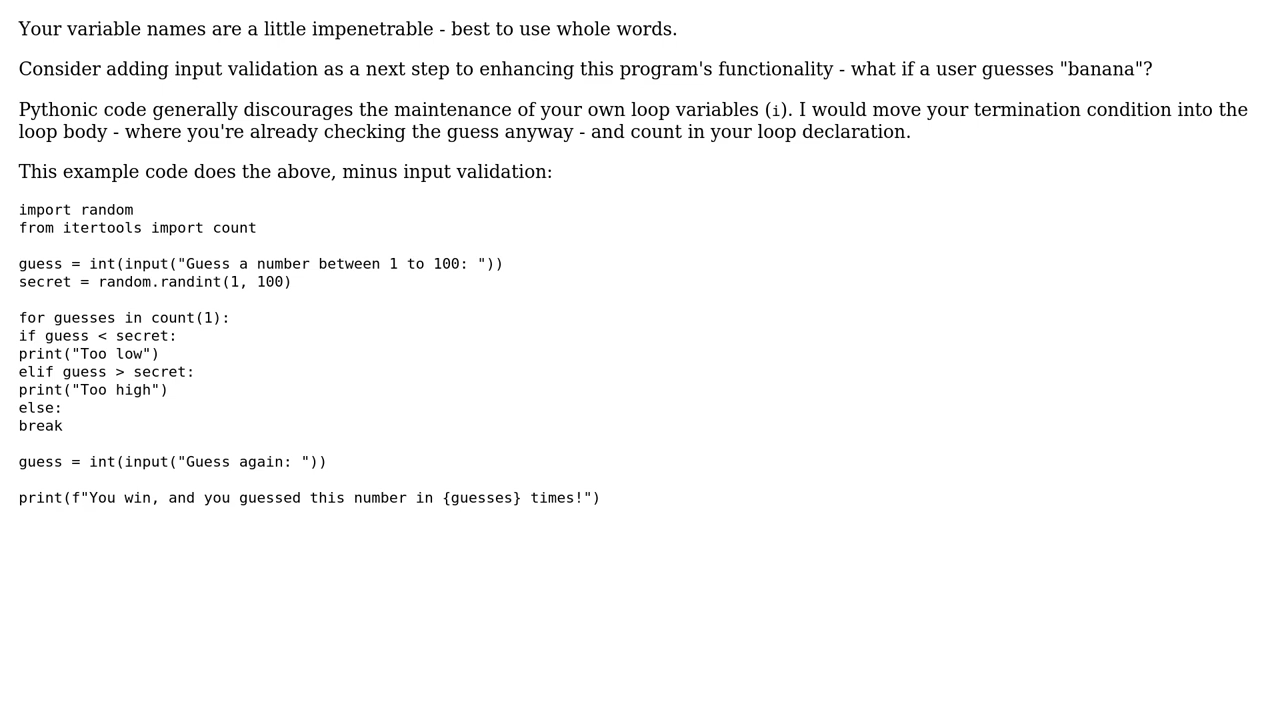 Your variable names are a little impenetrable - best to use whole words.
Consider adding input validation as a next step to enhancing this program's functionality - what if a user guesses "banana"?
Pythonic code generally discourages the maintenance of your own loop variables (i). I would move your termination condition into the
loop body - where you're already checking the guess anyway - and count in your loop declaration.
This example code does the above, minus input validation:
import random
from itertools import count
guess = int(input("Guess a number between 1 to 100: "))
secret = random.randint(1, 100)
for guesses in count(1):
if guess < secret:
print("Too low")
elif guess > secret:
print("Too high")
else:
break
guess = int(input("Guess again: "))
print(f"You win, and you guessed this number in {guesses} times!")